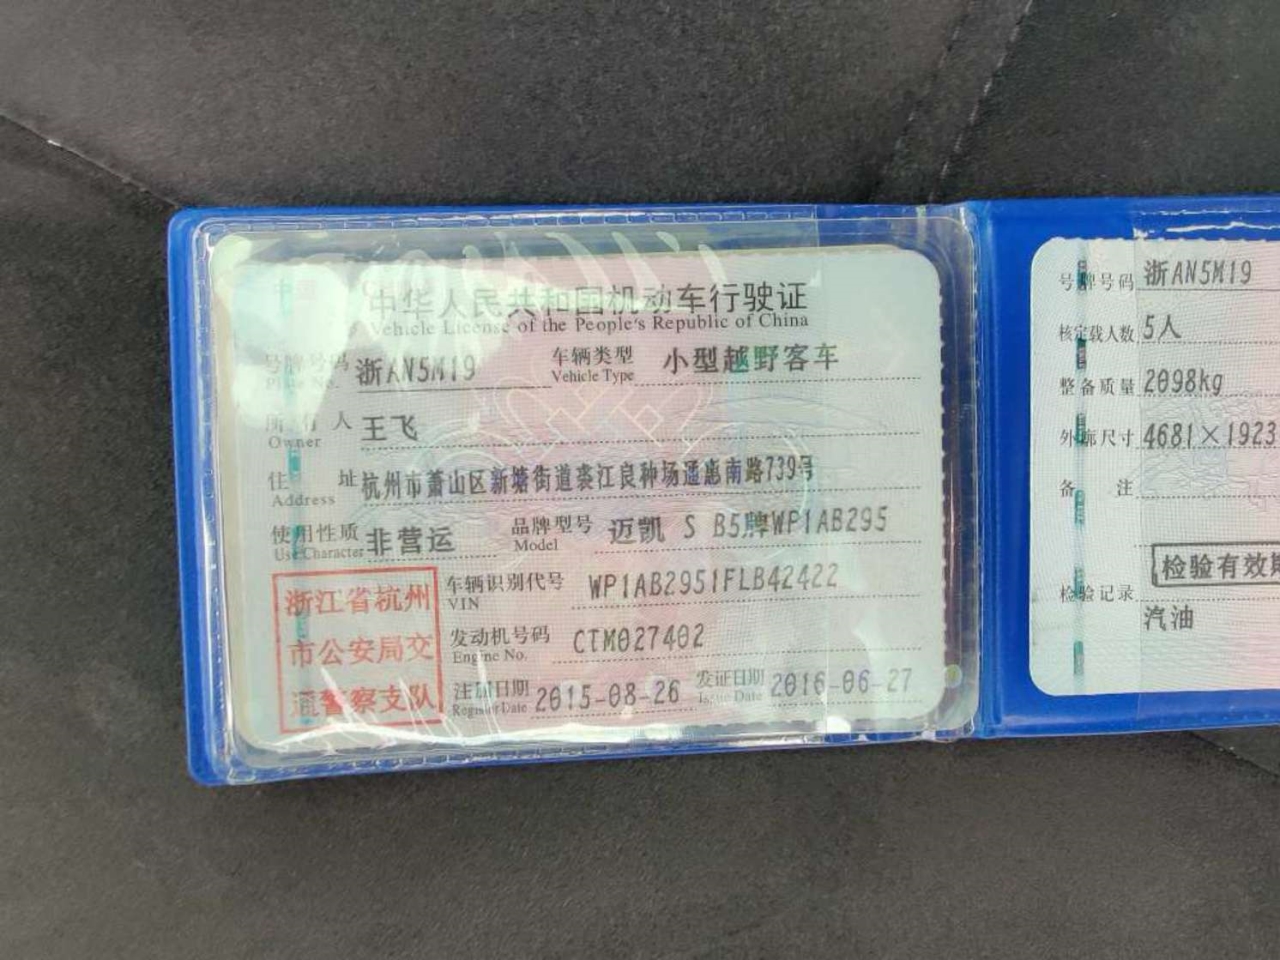 中华人民共和国机动车行驶证
Vehicle License of the People's Republic of China
号牌号码 浙AN5M19 车辆类型 小型越野客车
Plate No. Vehicle Type
所有人 王飞
Owner
住址 杭州市萧山区新塘街道裘江良种场通惠南路739号
Address
使用性质 非营运 品牌型号 迈凯 S B5牌WP1AB295
Use Character Model
浙江省杭州
市公安局交
通警察支队
车辆识别代号 WP1AB2951FLB42422
VIN
发动机号码 CTM027402
Engine No.
注册日期 2015-08-26 发证日期 2016-06-27
Register Date Issue Date
号牌号码 浙AN5M19
核定载人数 5人
整备质量 2098kg
外廓尺寸 4681×1923
备注
检验有效期
检验记录
汽油